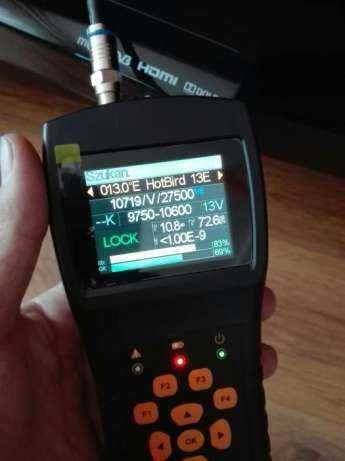 HDMI
Szukan.
◄ 013.0°E HotBird 13E ►
10719/V/27500
--K 9750-10600 13V
LOCK 10.8 72.6
<1.00E-9
83%
69%
F2 F3
F1 F4
OK